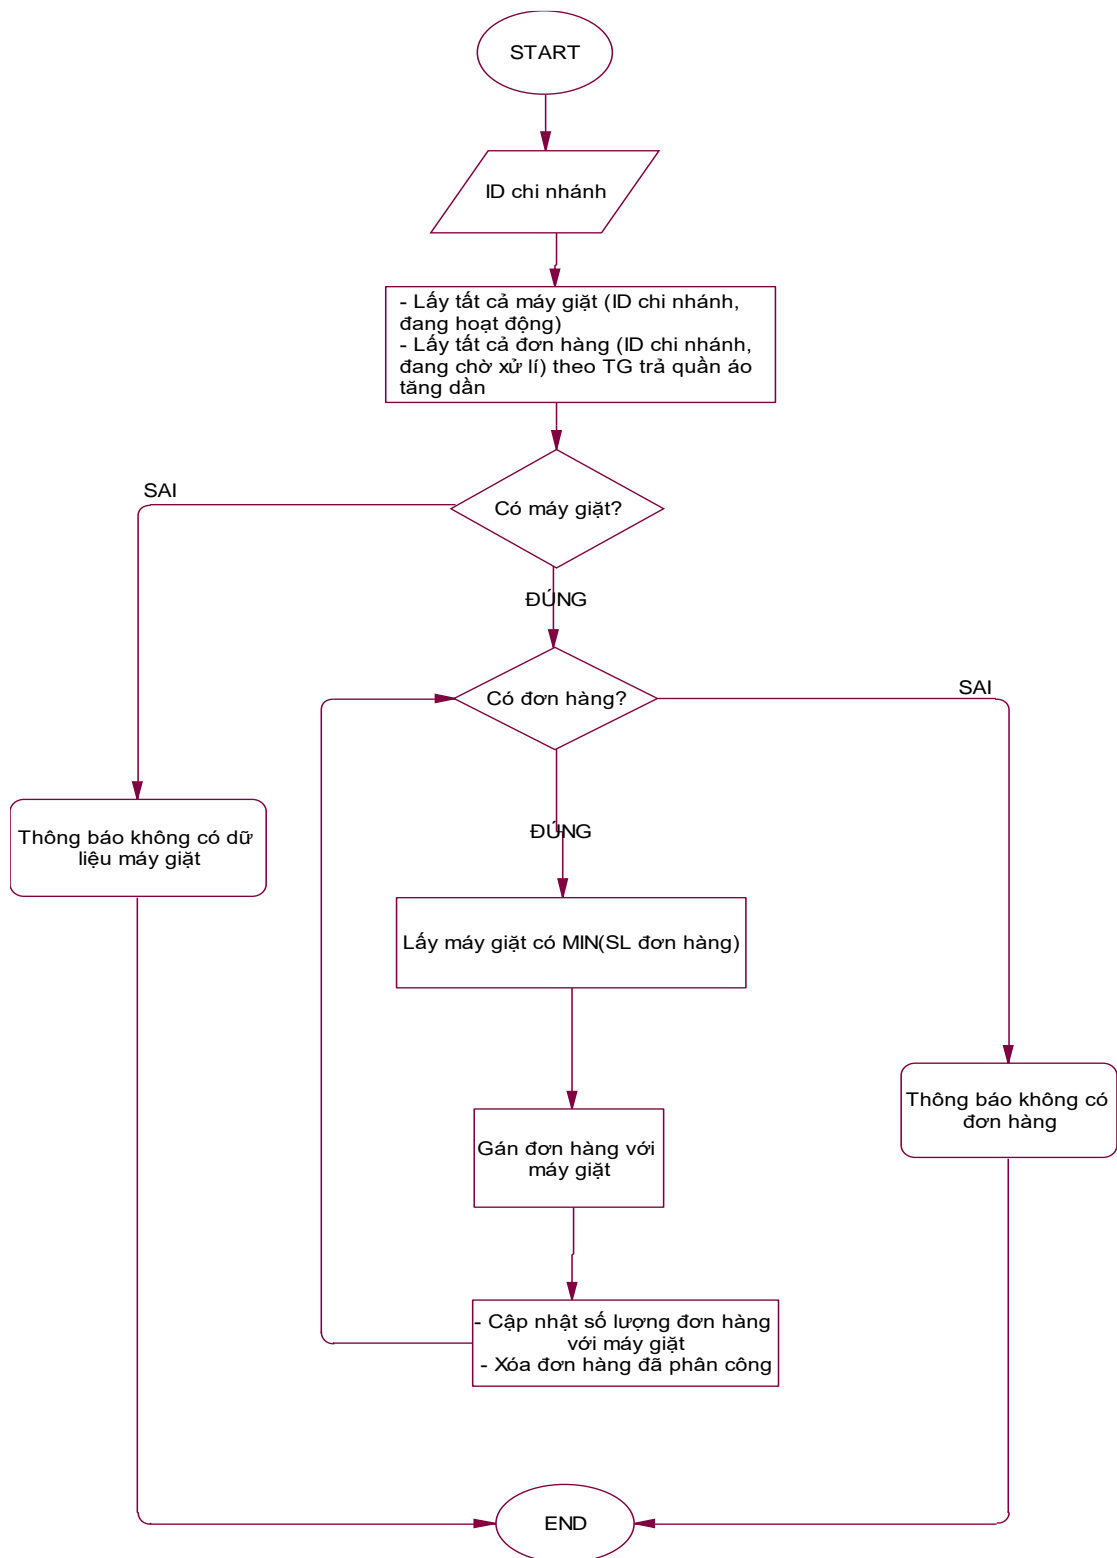 START
ID chi nhánh
- Lấy tất cả máy giặt (ID chi nhánh,
đang hoạt động)
- Lấy tất cả đơn hàng (ID chi nhánh,
đang chờ xử lí) theo TG trả quần áo
tăng dần
SAI
Có máy giặt?
ĐÚNG
Có đơn hàng?
SAI
Thông báo không có dữ
liệu máy giặt
ĐÚNG
Lấy máy giặt có MIN(SL đơn hàng)
Thông báo không có
đơn hàng
Gán đơn hàng với
máy giặt
- Cập nhật số lượng đơn hàng
với máy giặt
- Xóa đơn hàng đã phân công
END